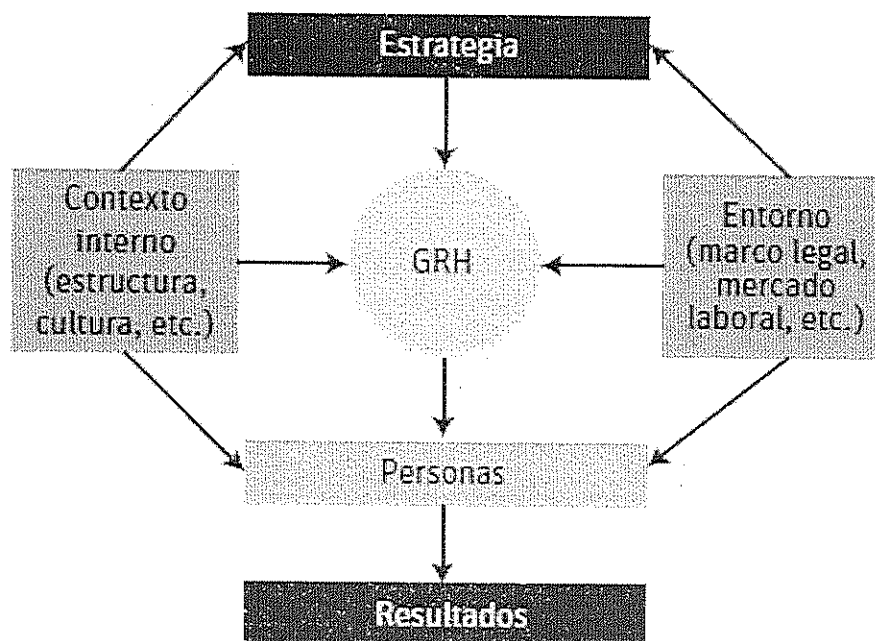 Estrategia
Contexto
interno
(estructura,
cultura, etc.)
GRH
Entorno
(marco legal,
mercado
laboral, etc.)
Personas
Resultados